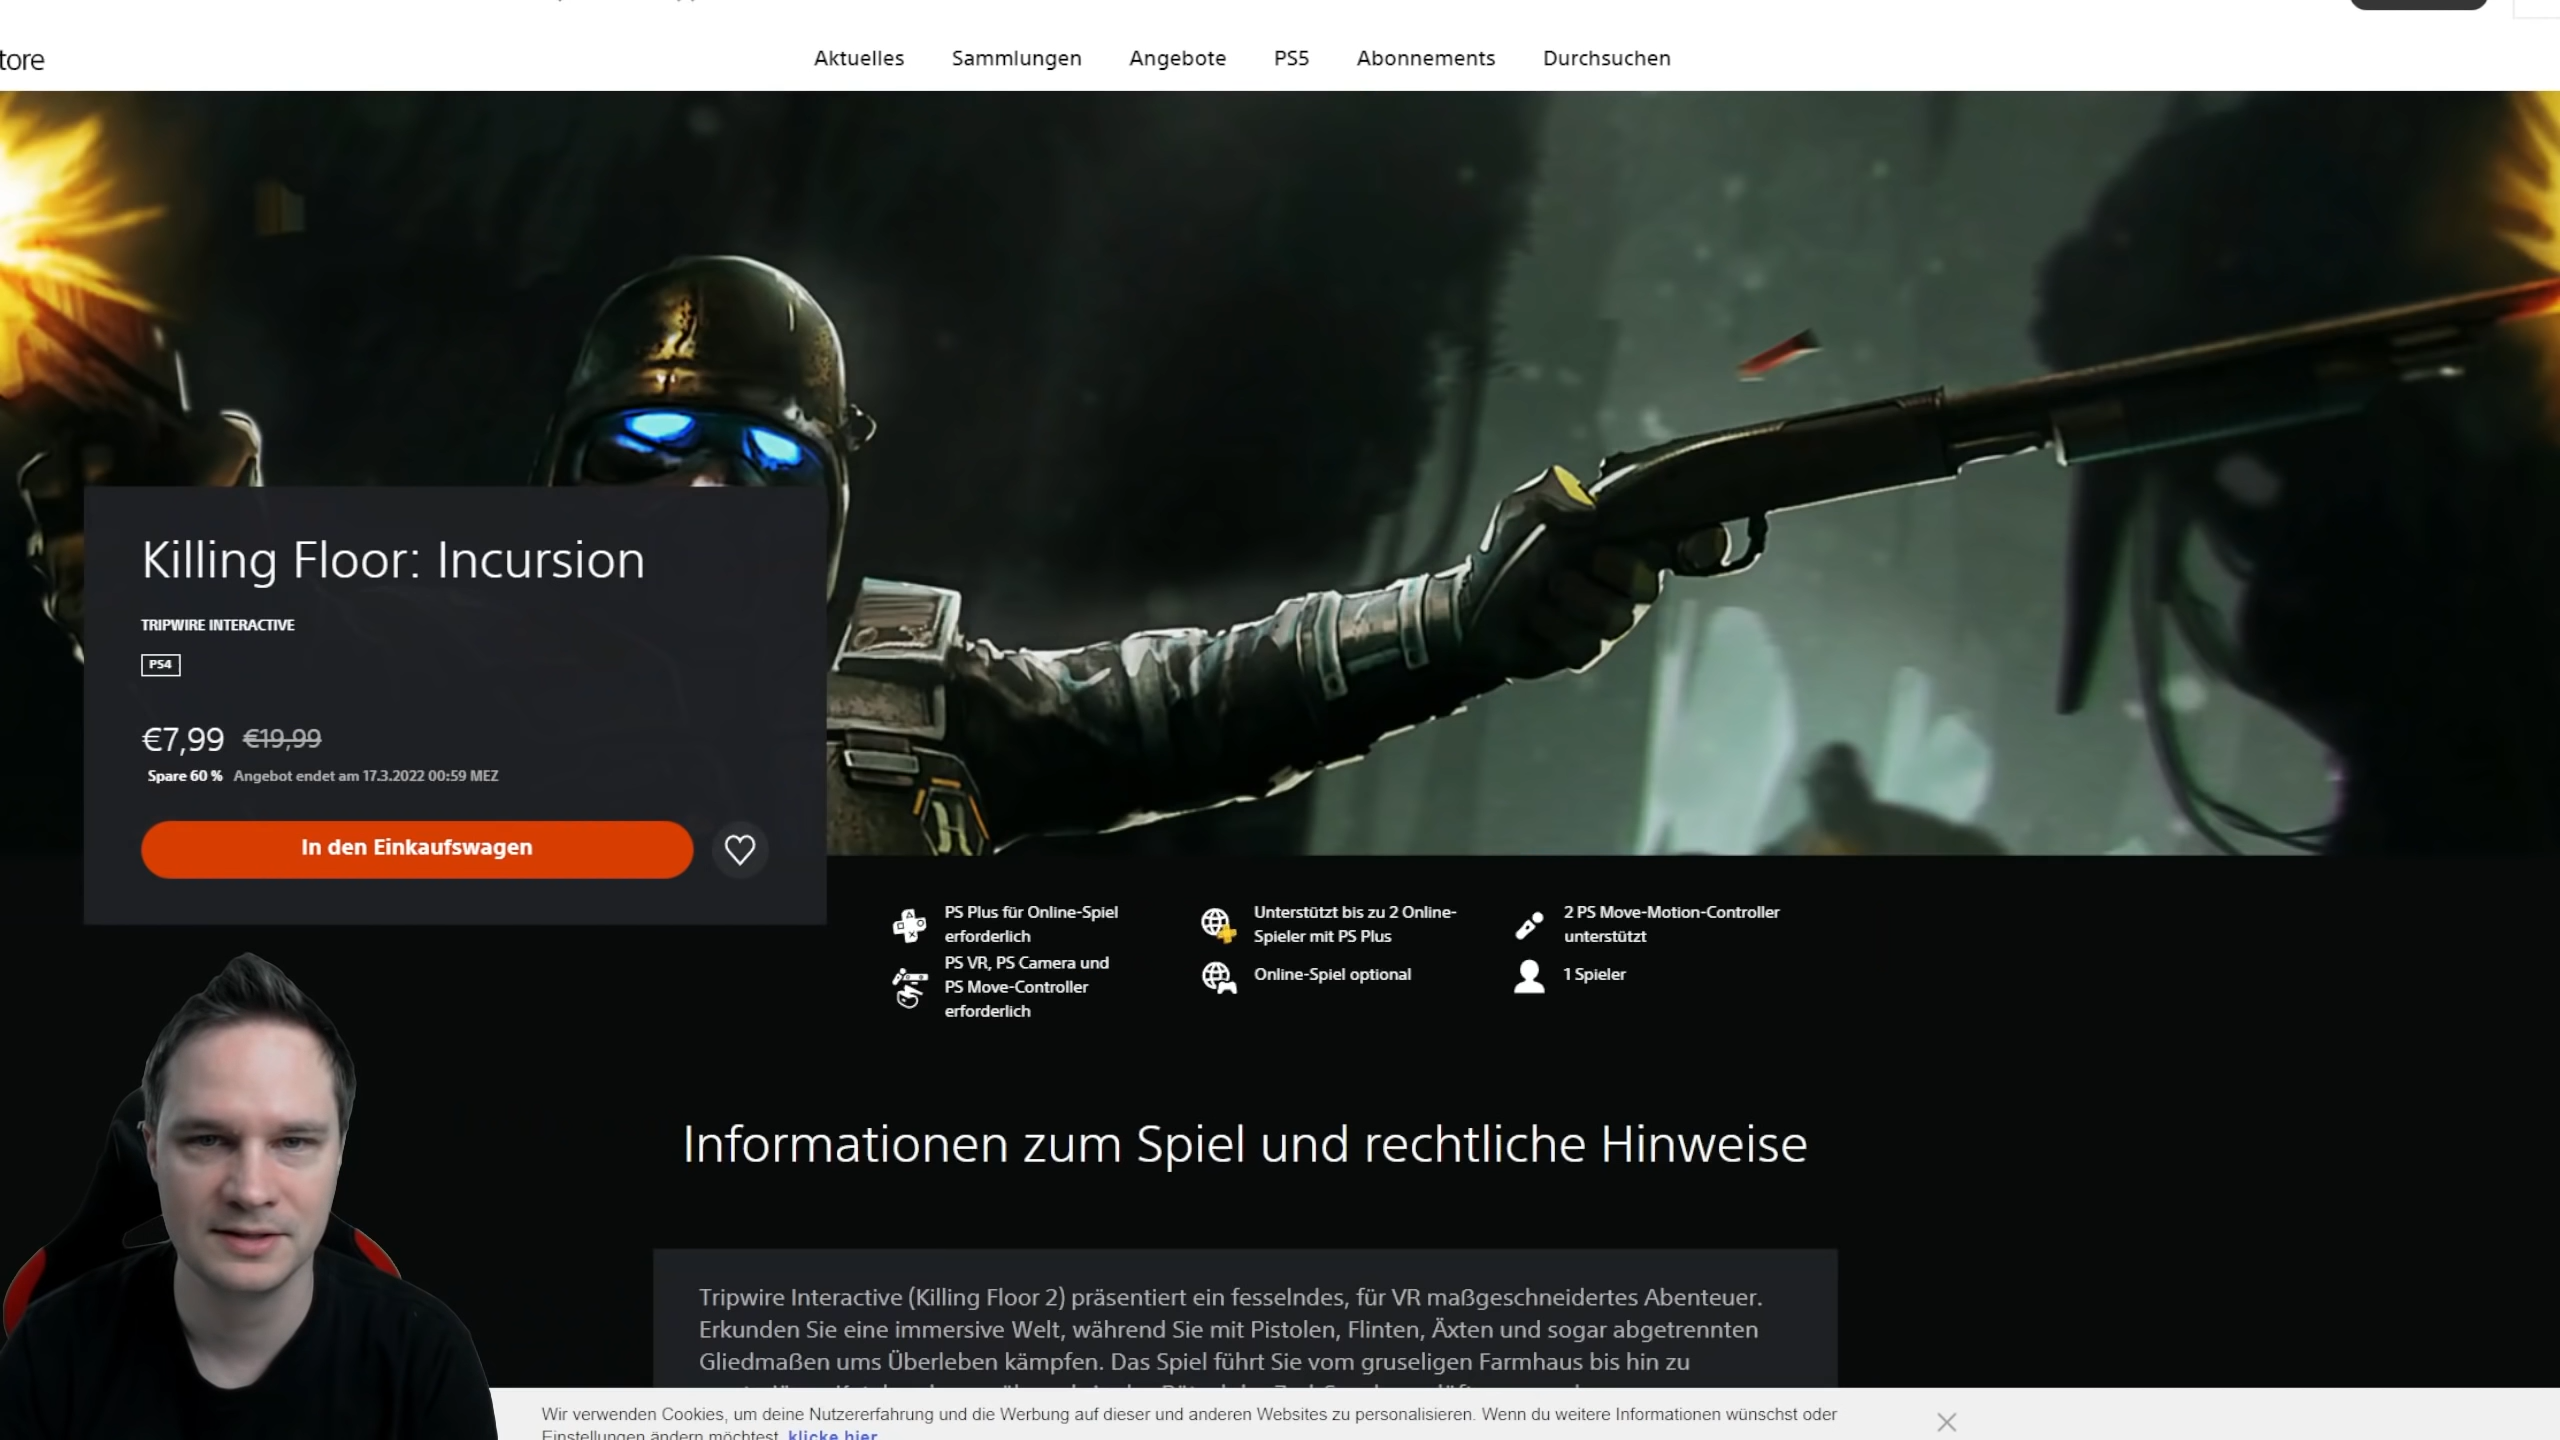 tore
Aktuelles Sammlungen Angebote PS5 Abonnements Durchsuchen
Killing Floor: Incursion
TRIPWIRE INTERACTIVE
PS4
€7,99 €19,99
Spare 60 % Angebot endet am 17.3.2022 00:59 MEZ
In den Einkaufswagen
PS Plus für Online-Spiel
erforderlich
PS VR, PS Camera und
PS Move-Controller
erforderlich
Unterstützt bis zu 2 Online-
Spieler mit PS Plus
Online-Spiel optional
2 PS Move-Motion-Controller
unterstützt
1 Spieler
Informationen zum Spiel und rechtliche Hinweise
Tripwire Interactive (Killing Floor 2) präsentiert ein fesselndes, für VR maßgeschneidertes Abenteuer.
Erkunden Sie eine immersive Welt, während Sie mit Pistolen, Flinten, Äxten und sogar abgetrennten
Gliedmaßen ums Überleben kämpfen. Das Spiel führt Sie vom gruseligen Farmhaus bis hin zu
Wir verwenden Cookies, um deine Nutzererfahrung und die Werbung auf dieser und anderen Websites zu personalisieren. Wenn du weitere Informationen wünschst oder
Einstellungen ändern möchtest, klicke hier